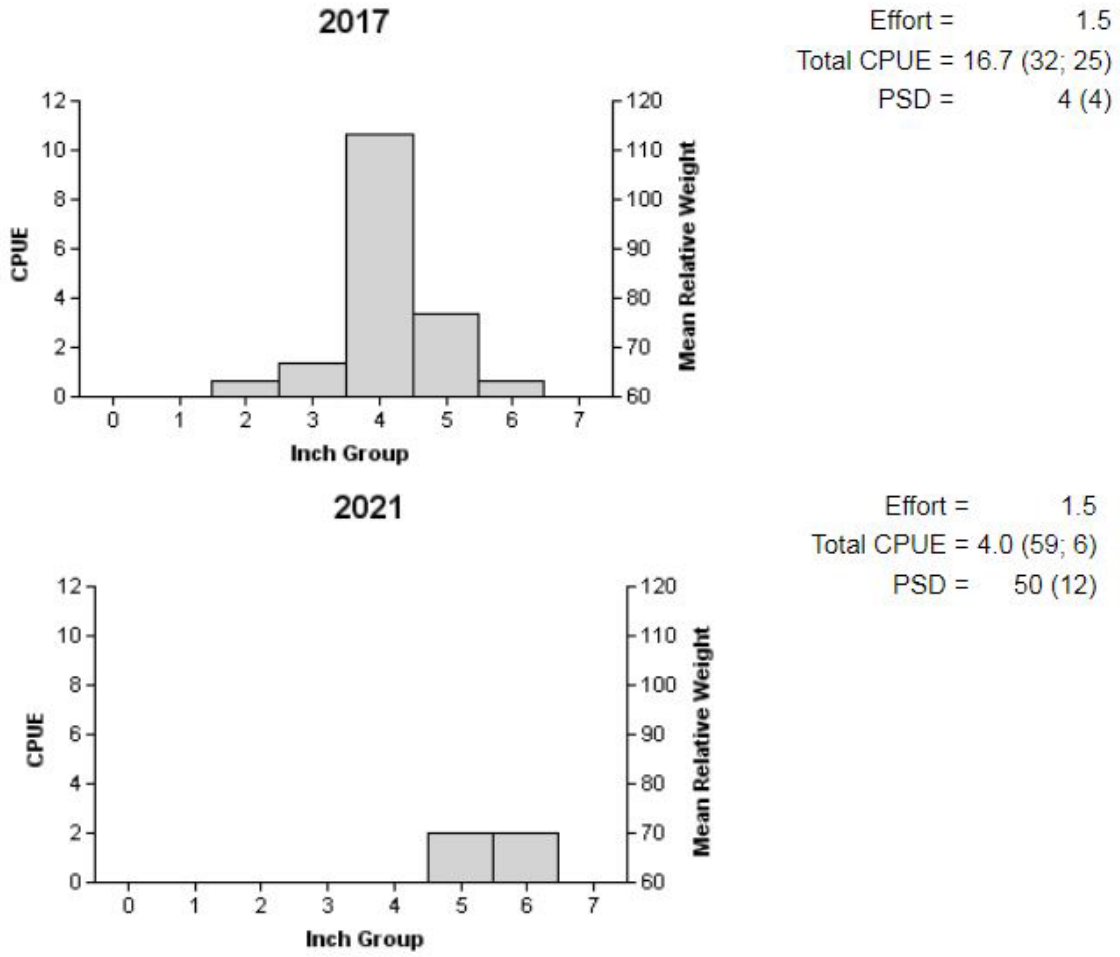 2017
Effort = 1.5
Total CPUE = 16.7 (32; 25)
PSD = 4 (4)
12 120
10 110
8 100
6 90
4 80
2 70
0 60
CPUE
Mean Relative Weight
0 1 2 3 4 5 6 7
Inch Group
2021
Effort = 1.5
Total CPUE = 4.0 (59; 6)
PSD = 50 (12)
12 120
10 110
8 100
6 90
4 80
2 70
0 60
CPUE
Mean Relative Weight
0 1 2 3 4 5 6 7
Inch Group